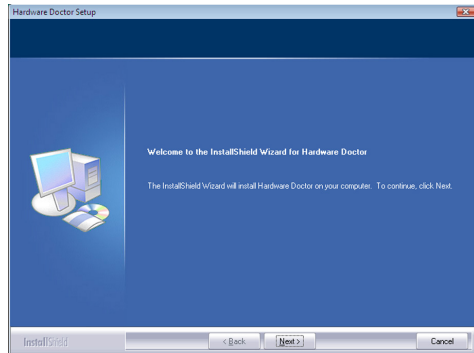 Hardware Doctor Setup
Welcome to the InstallShield Wizard for Hardware Doctor
The InstallShield Wizard will install Hardware Doctor on your computer. To continue, click Next.
InstallShield
< Back
Next >
Cancel